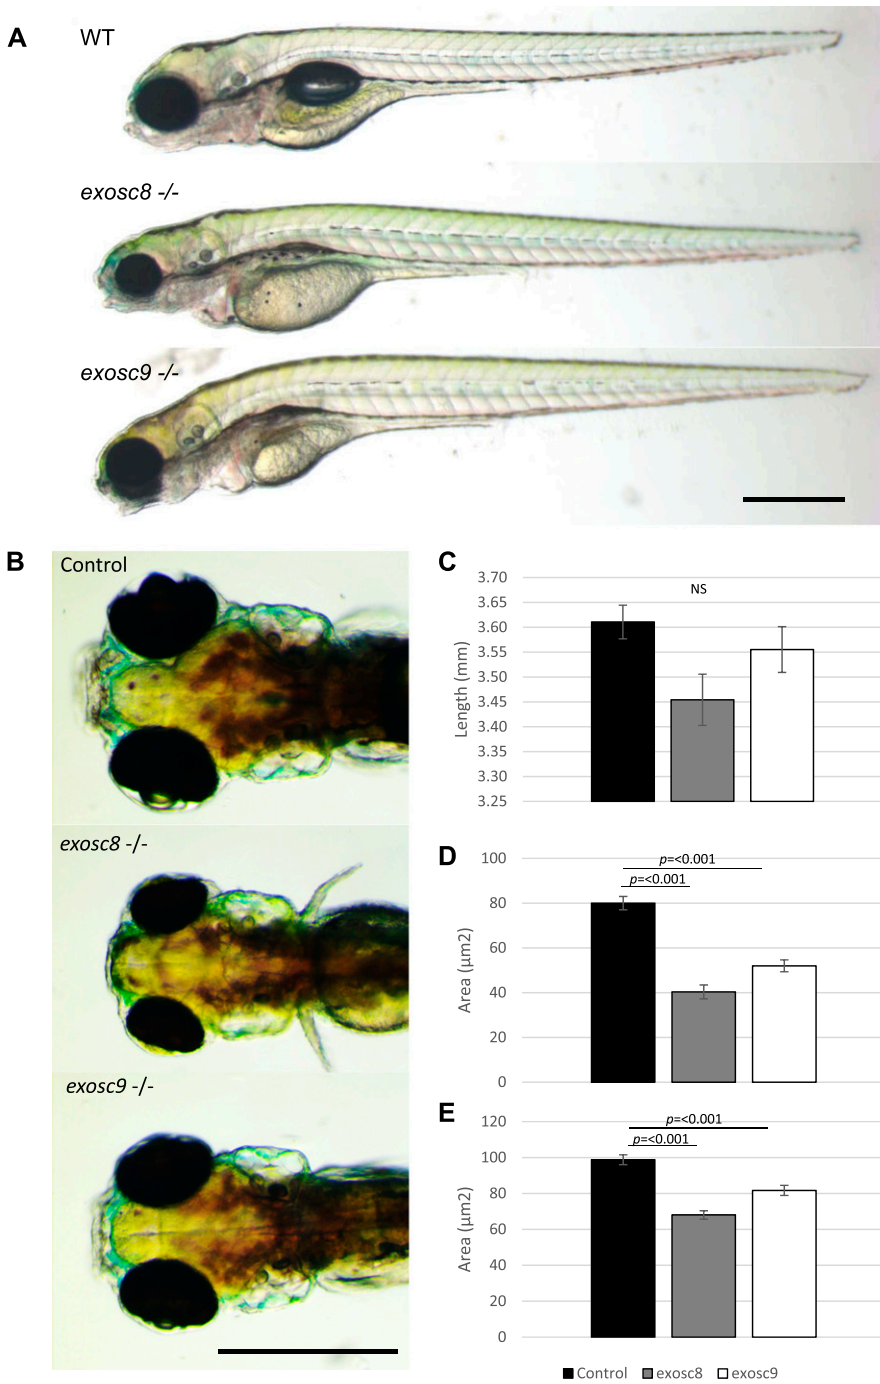 A
WT
exosc8 -/-
exosc9 -/-
B
Control
exosc8 -/-
exosc9 -/-
C
3.70
3.65
3.60
3.55
3.50
3.45
3.40
3.35
3.30
3.25
Length (mm)
NS
D
100
80
60
40
20
0
Area (µm2)
p=<0.001
p=<0.001
E
120
100
80
60
40
20
0
Area (µm2)
p=<0.001
p=<0.001
Control exosc8 exosc9